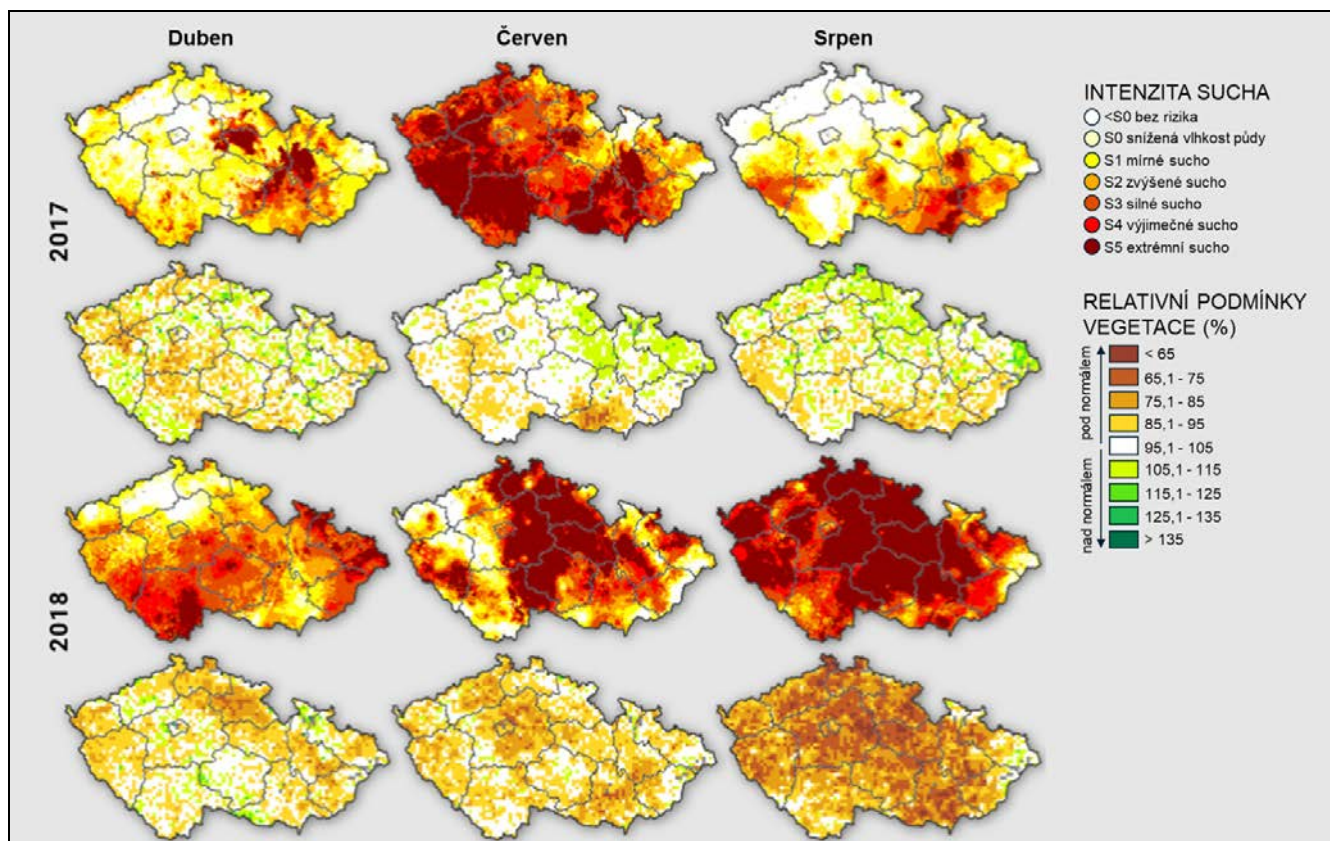 Duben
Červen
Srpen
2017
2018
INTENZITA SUCHA
<S0 bez rizika
S0 snížená vlhkost půdy
S1 mírné sucho
S2 zvýšené sucho
S3 silné sucho
S4 výjimečné sucho
S5 extrémní sucho
RELATIVNÍ PODMÍNKY
VEGETACE (%)
pod normálem
nad normálem
< 65
65,1 - 75
75,1 - 85
85,1 - 95
95,1 - 105
105,1 - 115
115,1 - 125
125,1 - 135
> 135